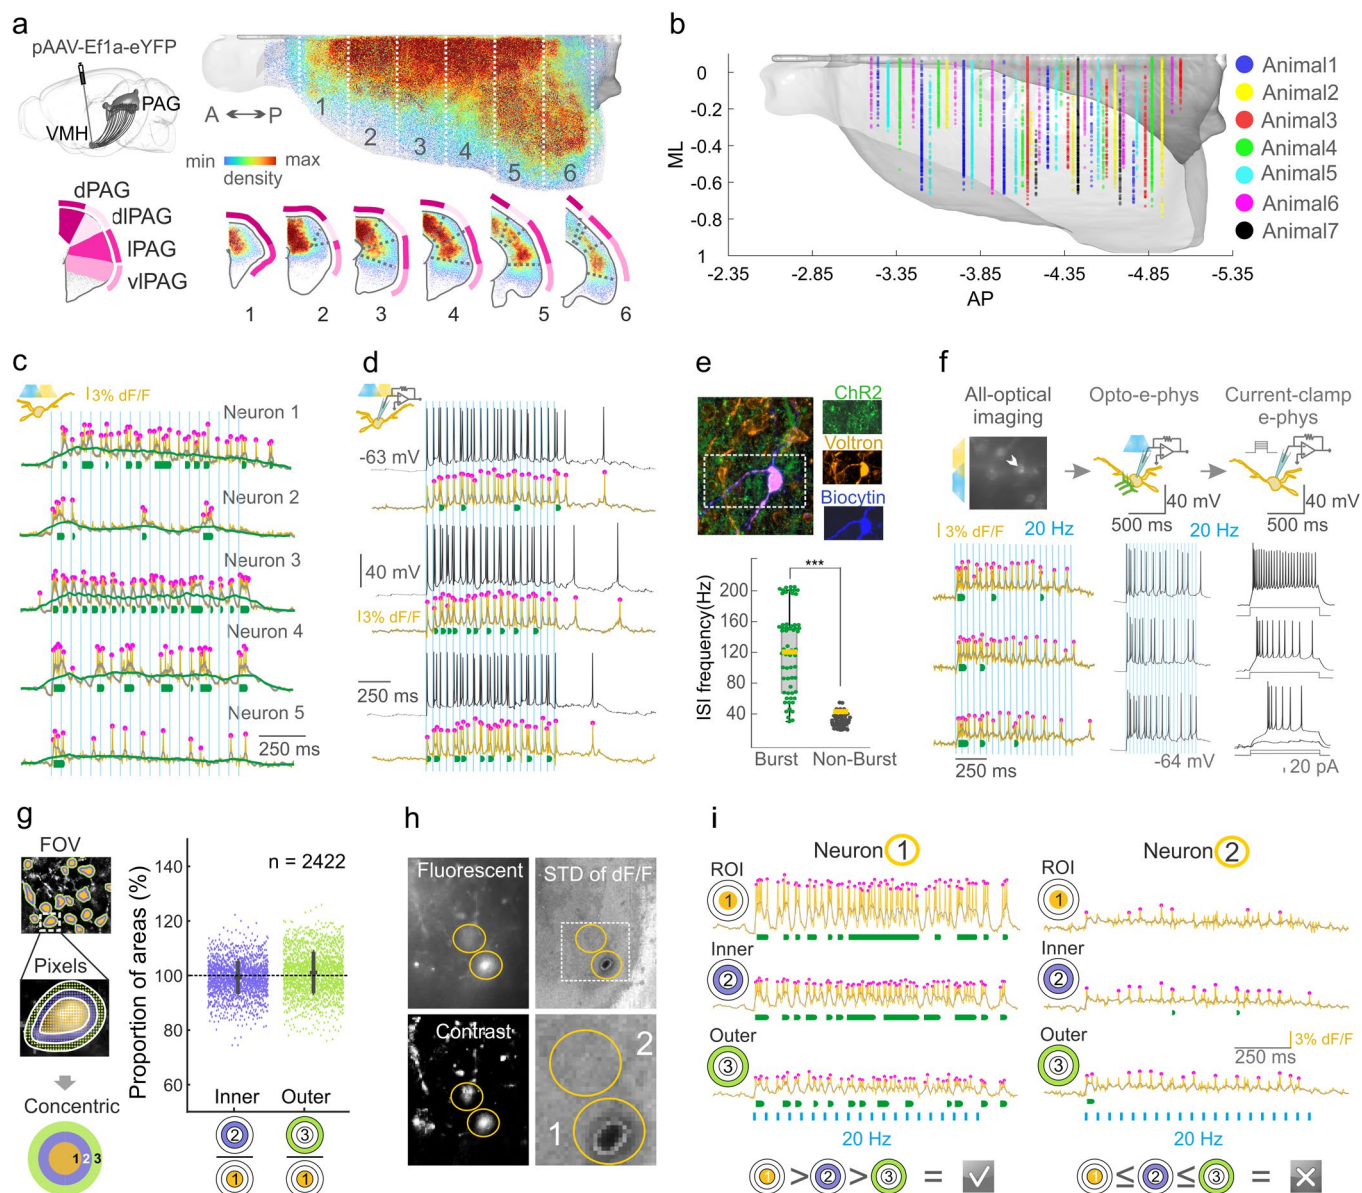 a
pAAV-Ef1a-eYFP
PAG
VMH
A
P
min
max
density
1
2
3
4
5
6
dPAG
dlPAG
lPAG
vlPAG
1
2
3
4
5
6
b
ML
0
-0.2
-0.4
-0.6
-0.8
1
-2.35
-2.85
-3.35
-3.85
-4.35
-4.85
-5.35
AP
Animal1
Animal2
Animal3
Animal4
Animal5
Animal6
Animal7
c
3% dF/F
Neuron 1
Neuron 2
Neuron 3
Neuron 4
Neuron 5
250 ms
d
-63 mV
40 mV
3% dF/F
250 ms
e
ChR2
Voltron
Biocytin
***
ISI frequency(Hz)
200
160
120
80
40
Burst
Non-Burst
f
All-optical
imaging
Opto-e-phys
Current-clamp
e-phys
40 mV
500 ms
40 mV
500 ms
3% dF/F
20 Hz
20 Hz
250 ms
-64 mV
20 pA
g
FOV
Pixels
Concentric
1 2 3
n = 2422
Proportion of areas (%)
140
120
100
80
60
Inner
Outer
2
3
1
1
h
Fluorescent
STD of dF/F
Contrast
2
1
i
Neuron 1
Neuron 2
ROI
1
Inner
2
Outer
3
20 Hz
1 > 2 > 3 =
ROI
1
Inner
2
Outer
3
3% dF/F
250 ms
20 Hz
1 ≤ 2 ≤ 3 =